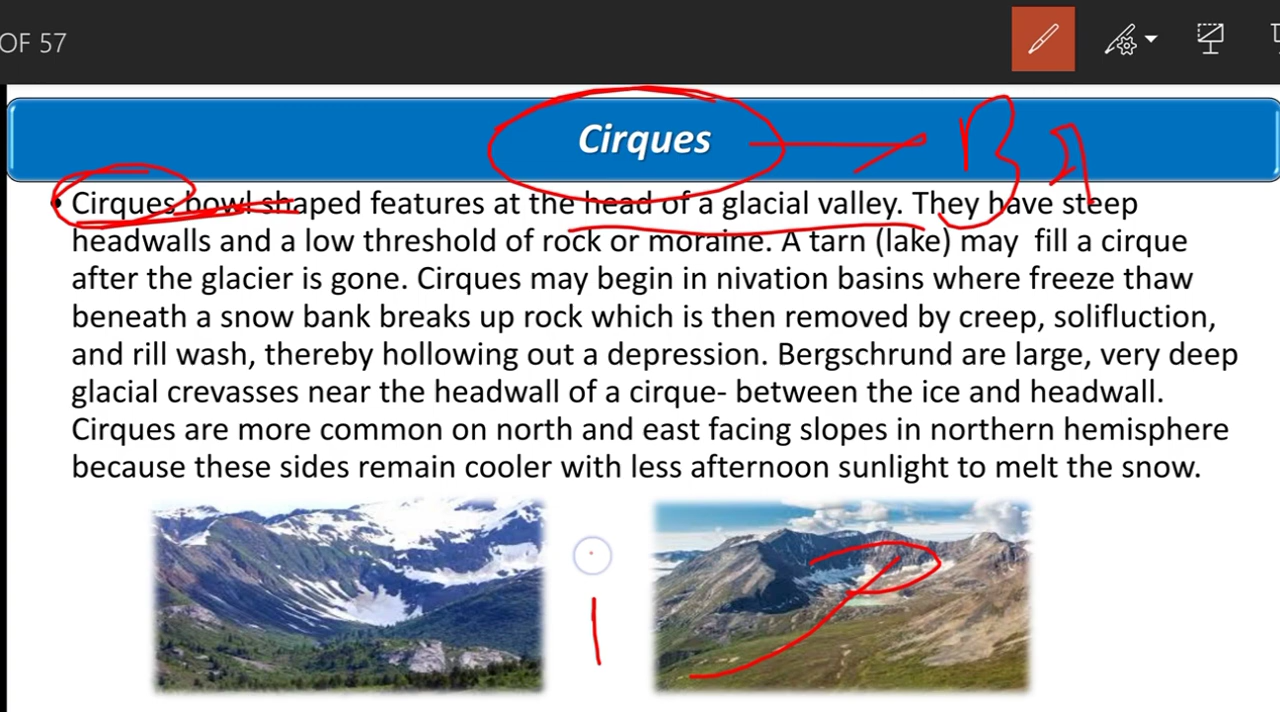 OF 57
Cirques
• Cirques bowl shaped features at the head of a glacial valley. They have steep
headwalls and a low threshold of rock or moraine. A tarn (lake) may fill a cirque
after the glacier is gone. Cirques may begin in nivation basins where freeze thaw
beneath a snow bank breaks up rock which is then removed by creep, solifluction,
and rill wash, thereby hollowing out a depression. Bergschrund are large, very deep
glacial crevasses near the headwall of a cirque- between the ice and headwall.
Cirques are more common on north and east facing slopes in northern hemisphere
because these sides remain cooler with less afternoon sunlight to melt the snow.